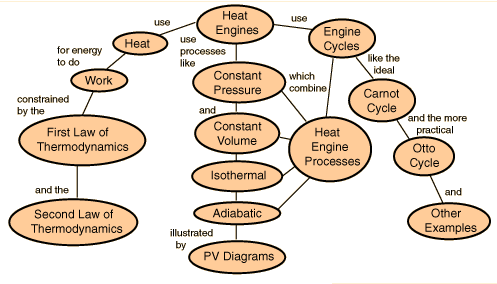 Heat
Engines
use
use
Heat
Engine
Cycles
for energy
to do
use
processes
like
like the
ideal
Work
Constant
Pressure
which
combine
Carnot
Cycle
constrained
by the
and
and the more
practical
First Law of
Thermodynamics
Constant
Volume
Heat
Engine
Processes
Otto
Cycle
Isothermal
and the
and
Second Law of
Thermodynamics
Adiabatic
Other
Examples
illustrated
by
PV Diagrams